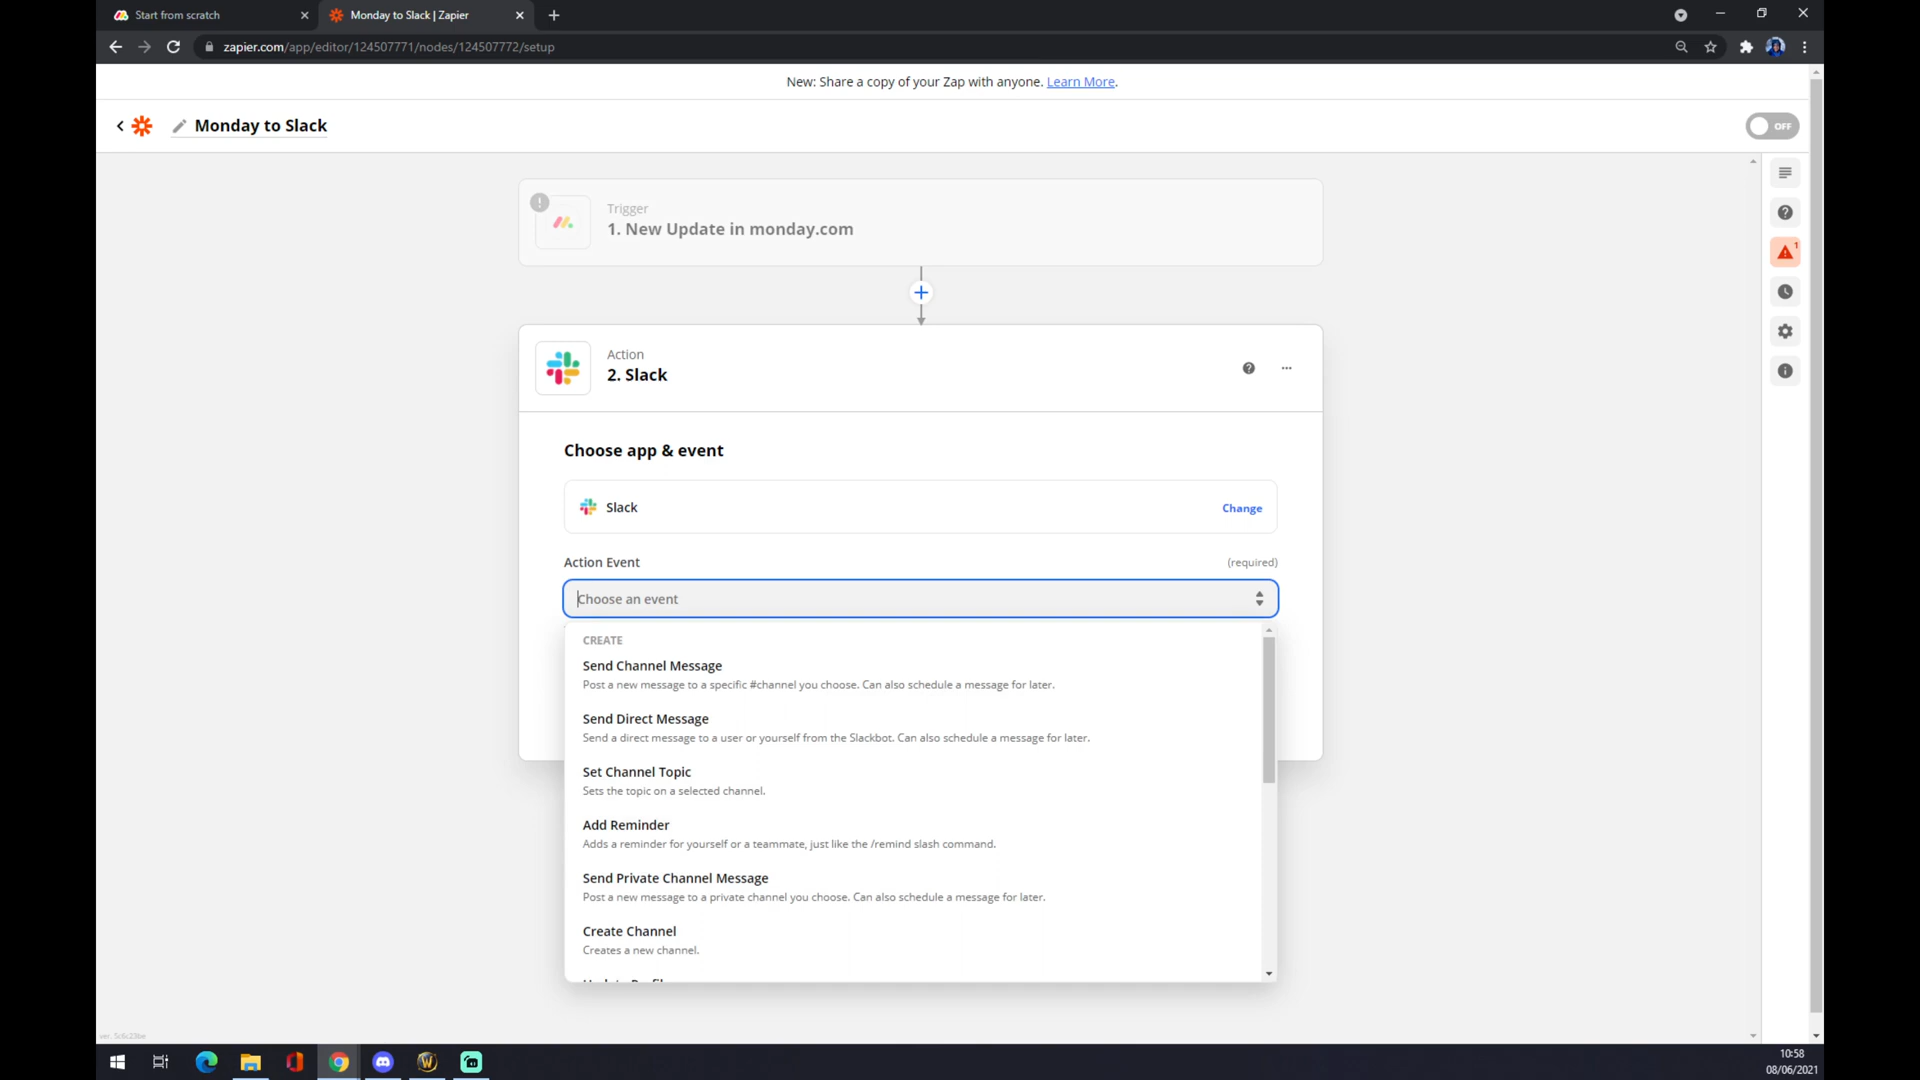 Start from scratch
Monday to Slack | Zapier
zapier.com/app/editor/124507771/nodes/124507772/setup
New: Share a copy of your Zap with anyone. Learn More.
Monday to Slack
OFF
Trigger
1. New Update in monday.com
1
Action
2. Slack
Choose app & event
Slack
Change
Action Event
(required)
Choose an event
CREATE
Send Channel Message
Post a new message to a specific #channel you choose. Can also schedule a message for later.
Send Direct Message
Send a direct message to a user or yourself from the Slackbot. Can also schedule a message for later.
Set Channel Topic
Sets the topic on a selected channel.
Add Reminder
Adds a reminder for yourself or a teammate, just like the /remind slash command.
Send Private Channel Message
Post a new message to a private channel you choose. Can also schedule a message for later.
Create Channel
Creates a new channel.
10:58
08/06/2021